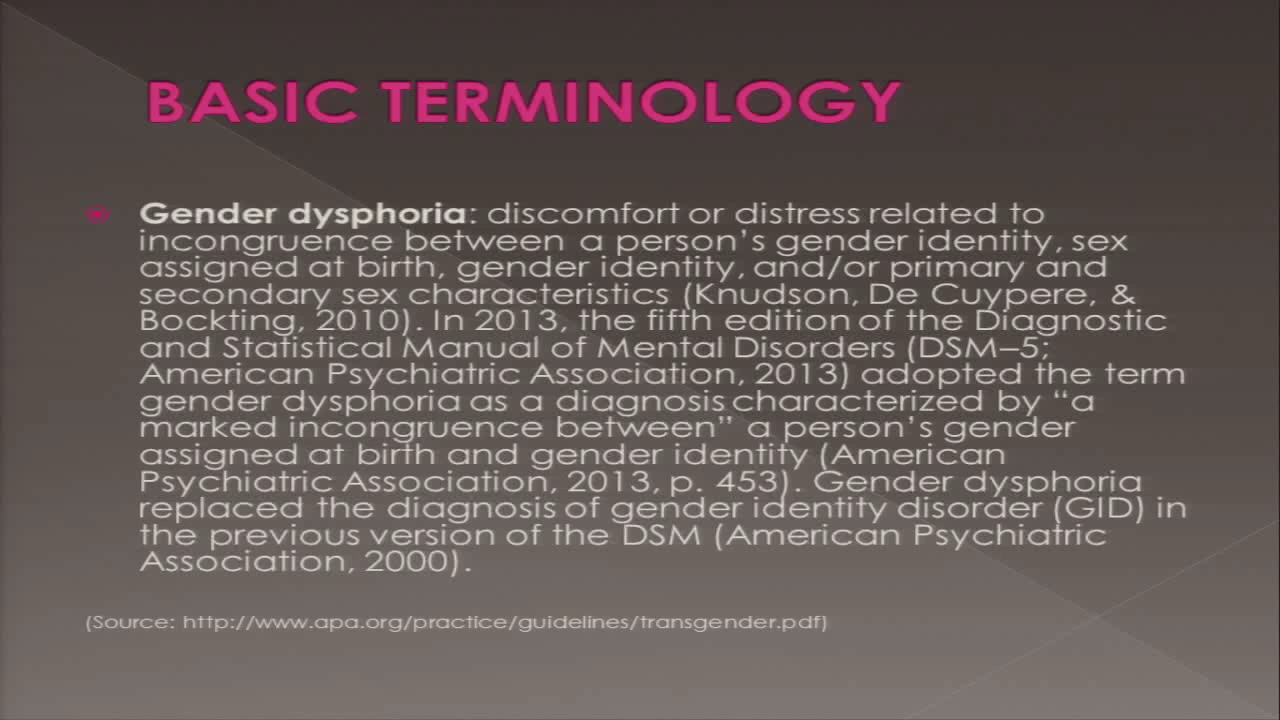 BASIC TERMINOLOGY
Gender dysphoria: discomfort or distress related to
incongruence between a person's gender identity, sex
assigned at birth, gender identity, and/or primary and
secondary sex characteristics (Knudson, De Cuypere, &
Bockting, 2010). In 2013, the fifth edition of the Diagnostic
and Statistical Manual of Mental Disorders (DSM–5;
American Psychiatric Association, 2013) adopted the term
gender dysphoria as a diagnosis characterized by “a
marked incongruence between” a person's gender
assigned at birth and gender identity (American
Psychiatric Association, 2013, p. 453). Gender dysphoria
replaced the diagnosis of gender identity disorder (GID) in
the previous version of the DSM (American Psychiatric
Association, 2000).
(Source: http://www.apa.org/practice/guidelines/transgender.pdf)